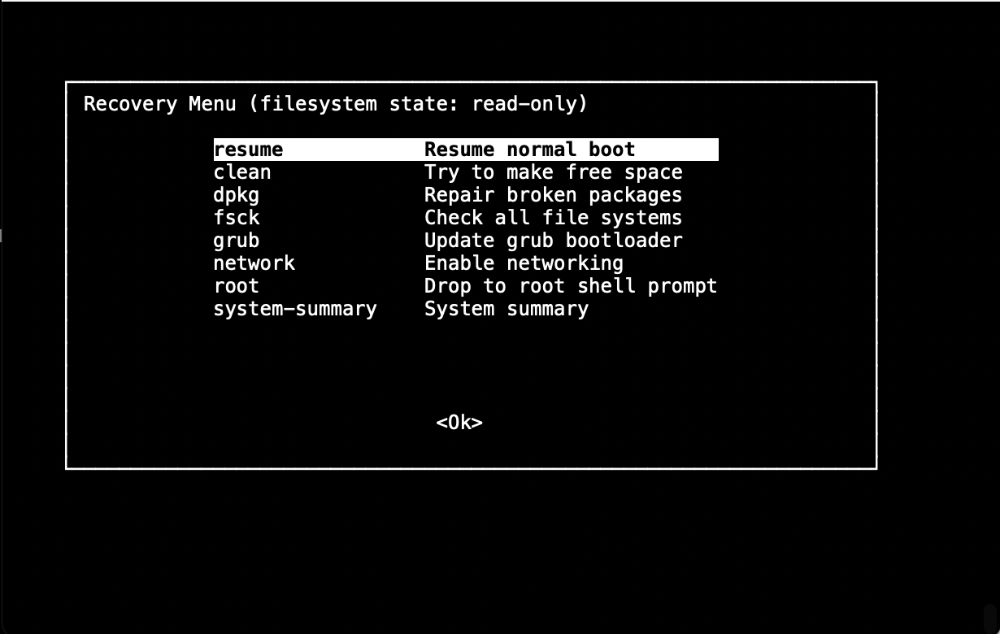 Recovery Menu (filesystem state: read-only)
resume Resume normal boot
clean Try to make free space
dpkg Repair broken packages
fsck Check all file systems
grub Update grub bootloader
network Enable networking
root Drop to root shell prompt
system-summary System summary
<Ok>